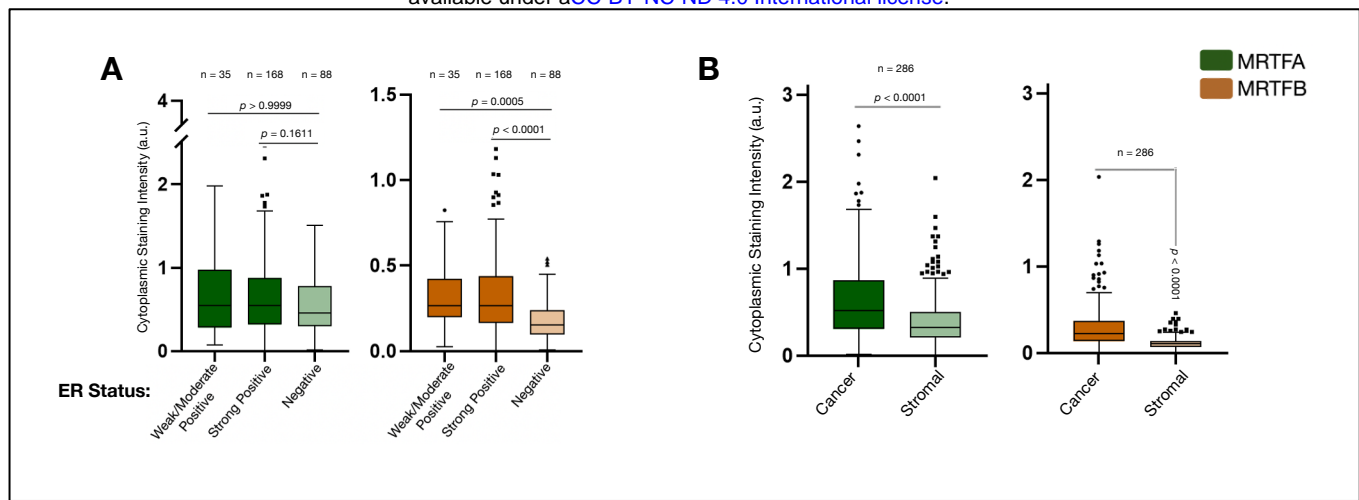 available under aCC-BY-NC-ND 4.0 International license.
A
n = 35 n = 168 n = 88
p > 0.9999
p = 0.1611
Cytoplasmic Staining Intensity (a.u.)
4
2
1
0
Weak/Moderate Positive
Strong Positive
Negative
ER Status:
n = 35 n = 168 n = 88
p = 0.0005
p < 0.0001
1.5
1.0
0.5
0.0
Weak/Moderate Positive
Strong Positive
Negative
B
n = 286
p < 0.0001
Cytoplasmic Staining Intensity (a.u.)
3
2
1
0
Cancer
Stromal
MRTFA
MRTFB
n = 286
p < 0.0001
3
2
1
0
Cancer
Stromal